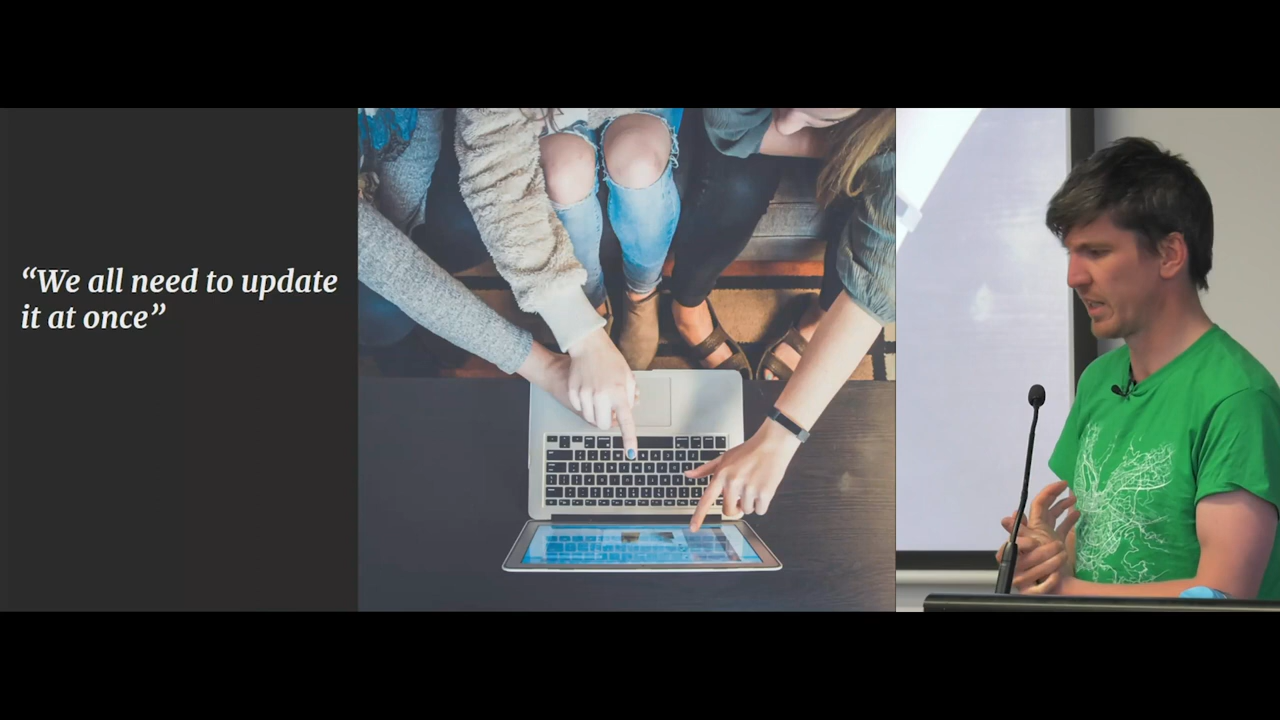 “We all need to update
it at once”